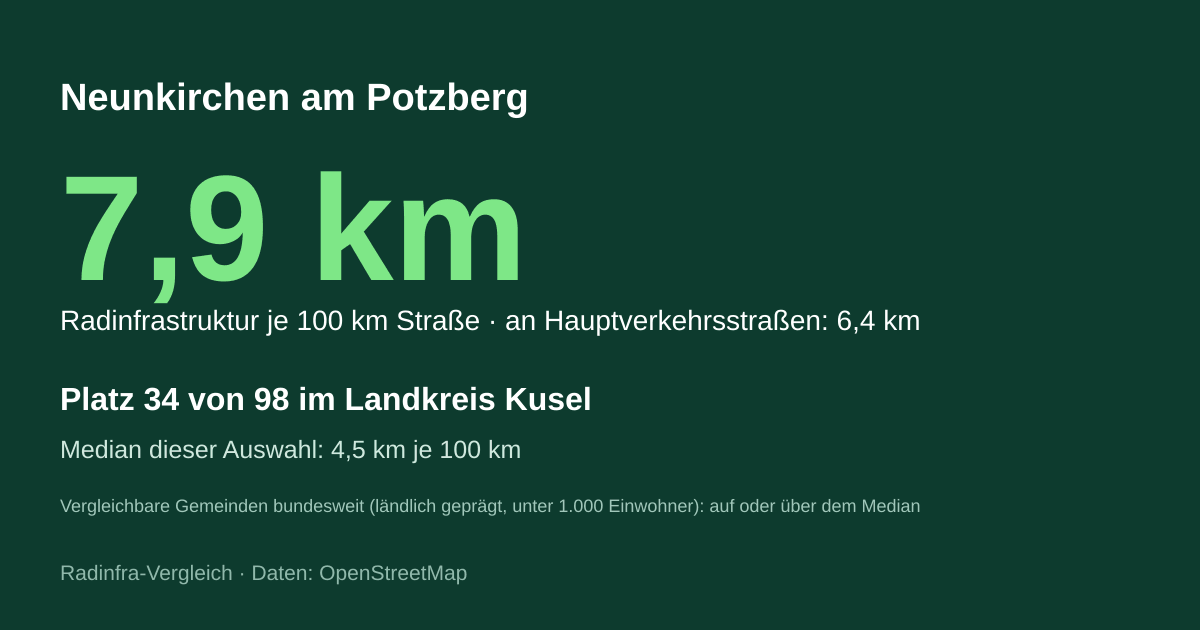 Neunkirchen am Potzberg
7,9 km
Radinfrastruktur je 100 km Straße · an Hauptverkehrsstraßen: 6,4 km
Platz 34 von 98 im Landkreis Kusel
Median dieser Auswahl: 4,5 km je 100 km
Vergleichbare Gemeinden bundesweit (ländlich geprägt, unter 1.000 Einwohner): auf oder über dem Median
Radinfra-Vergleich · Daten: OpenStreetMap